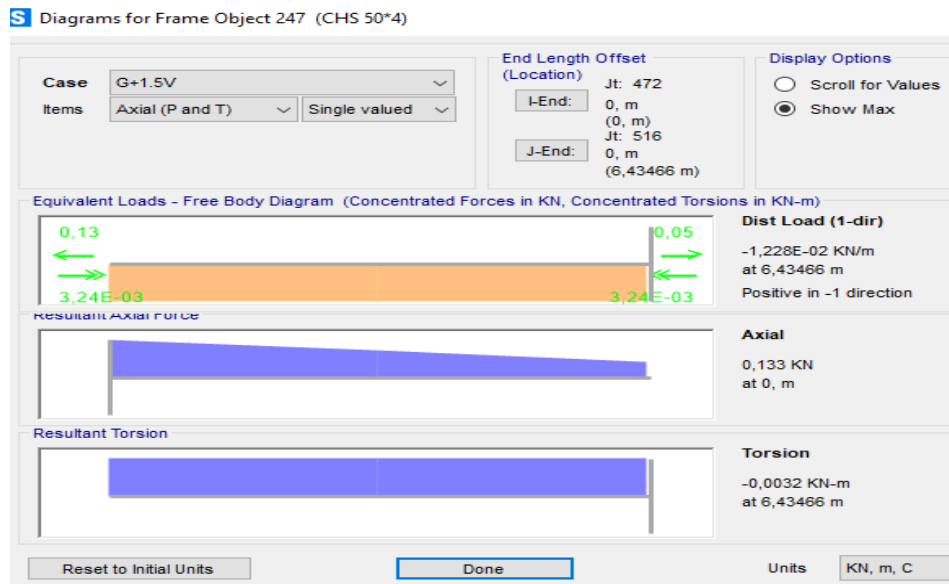 S Diagrams for Frame Object 247 (CHS 50*4)
Case G+1.5V
Items Axial (P and T) Single valued
End Length Offset
(Location)
Jt: 472
I-End: 0, m
(0, m)
Jt: 516
J-End: 0, m
(6,43466 m)
Display Options
Scroll for Values
Show Max
Equivalent Loads - Free Body Diagram (Concentrated Forces in KN, Concentrated Torsions in KN-m)
0,13 0,05
3,24E-03 3,24E-03
Dist Load (1-dir)
-1,228E-02 KN/m
at 6,43466 m
Positive in -1 direction
Resultant Axial Force
Axial
0,133 KN
at 0, m
Resultant Torsion
Torsion
-0,0032 KN-m
at 6,43466 m
Reset to Initial Units Done Units KN, m, C